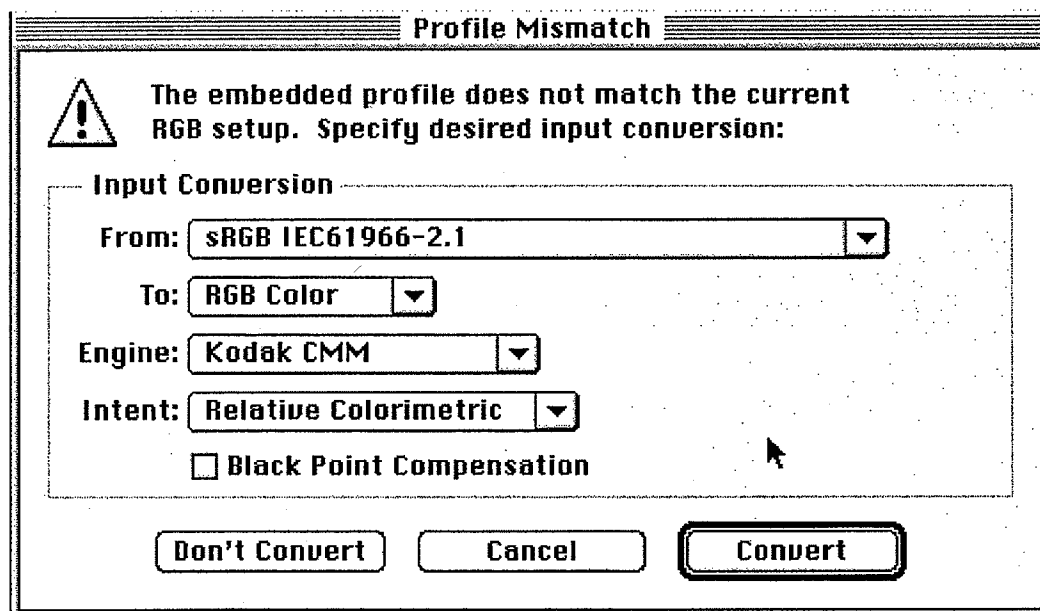 Profile Mismatch
The embedded profile does not match the current
RGB setup. Specify desired input conversion:
Input Conversion
From: sRGB IEC61966-2.1
To: RGB Color
Engine: Kodak CMM
Intent: Relative Colorimetric
Black Point Compensation
Don't Convert Cancel Convert